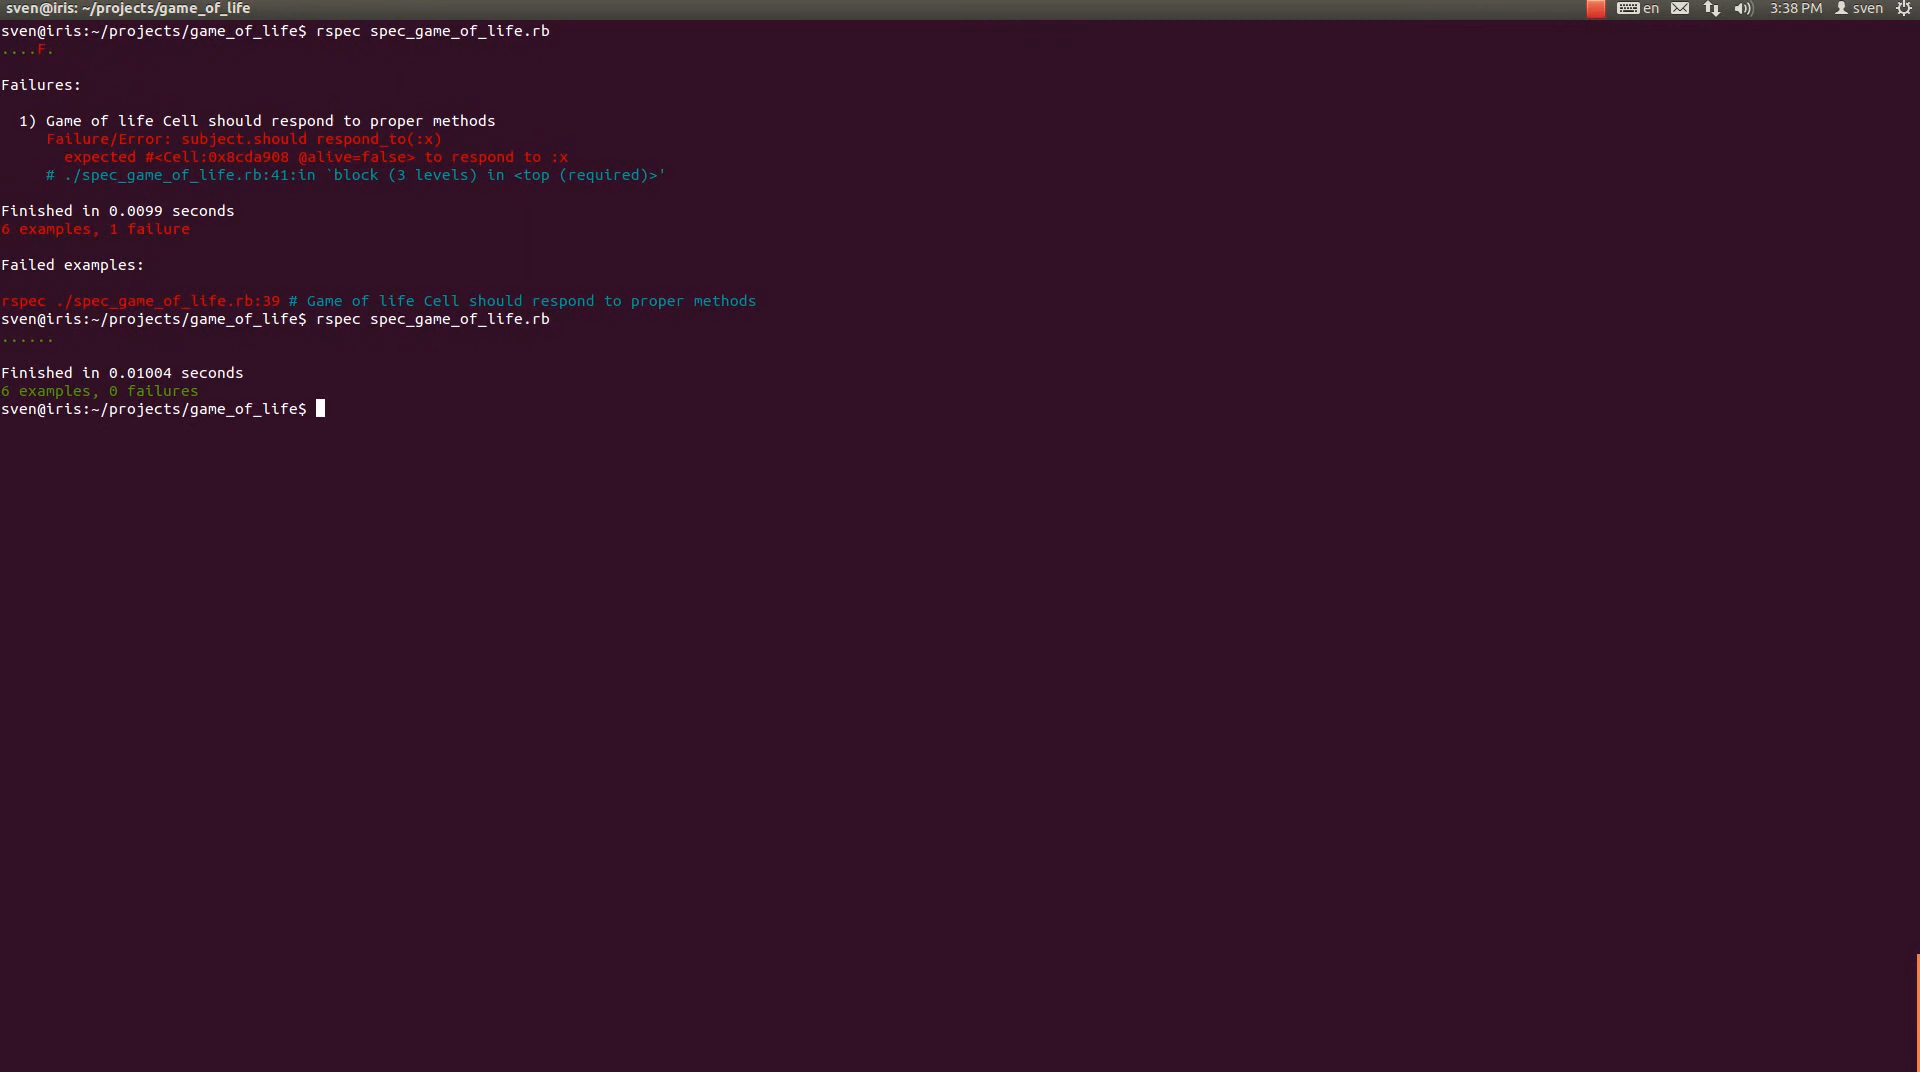 sven@iris: ~/projects/game_of_life en 3:38 PM sven
sven@iris:~/projects/game_of_life$ rspec spec_game_of_life.rb
....F.
Failures:
1) Game of life Cell should respond to proper methods
Failure/Error: subject.should respond_to(:x)
expected #<Cell:0x8cda908 @alive=false> to respond to :x
# ./spec_game_of_life.rb:41:in `block (3 levels) in <top (required)>'
Finished in 0.0099 seconds
6 examples, 1 failure
Failed examples:
rspec ./spec_game_of_life.rb:39 # Game of life Cell should respond to proper methods
sven@iris:~/projects/game_of_life$ rspec spec_game_of_life.rb
......
Finished in 0.01004 seconds
6 examples, 0 failures
sven@iris:~/projects/game_of_life$